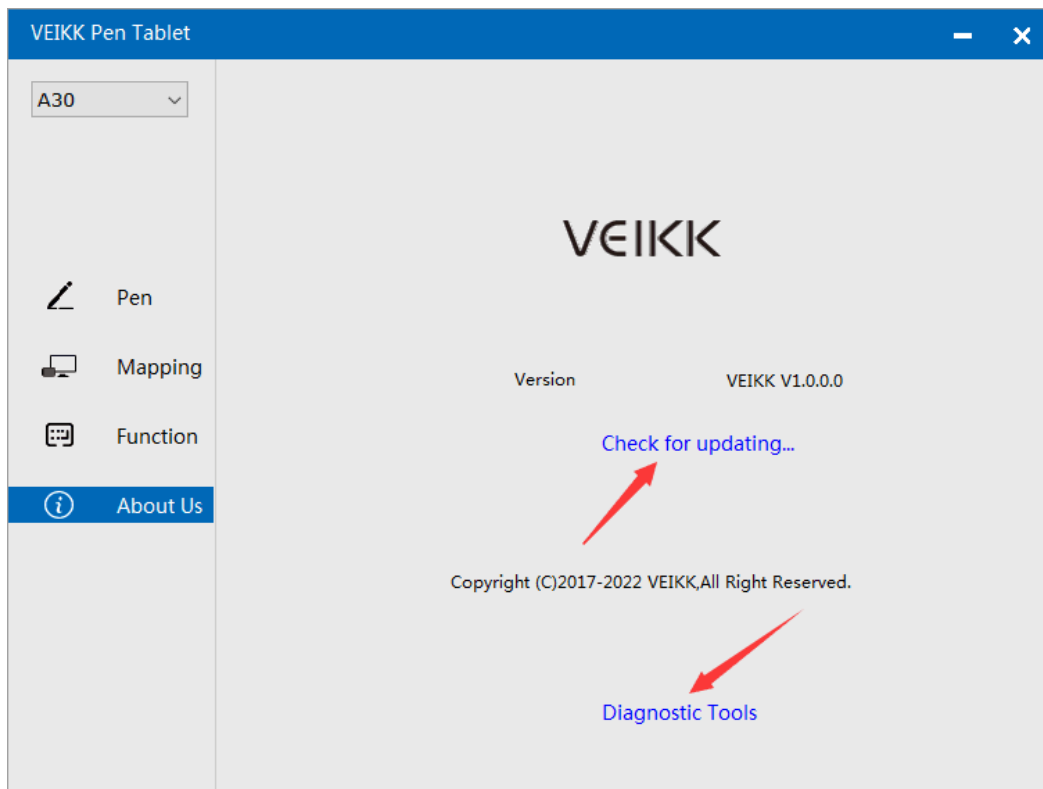 VEIKK Pen Tablet
A30
Pen
Mapping
Function
About Us
VEIKK
Version VEIKK V1.0.0.0
Check for updating...
Copyright (C)2017-2022 VEIKK,All Right Reserved.
Diagnostic Tools